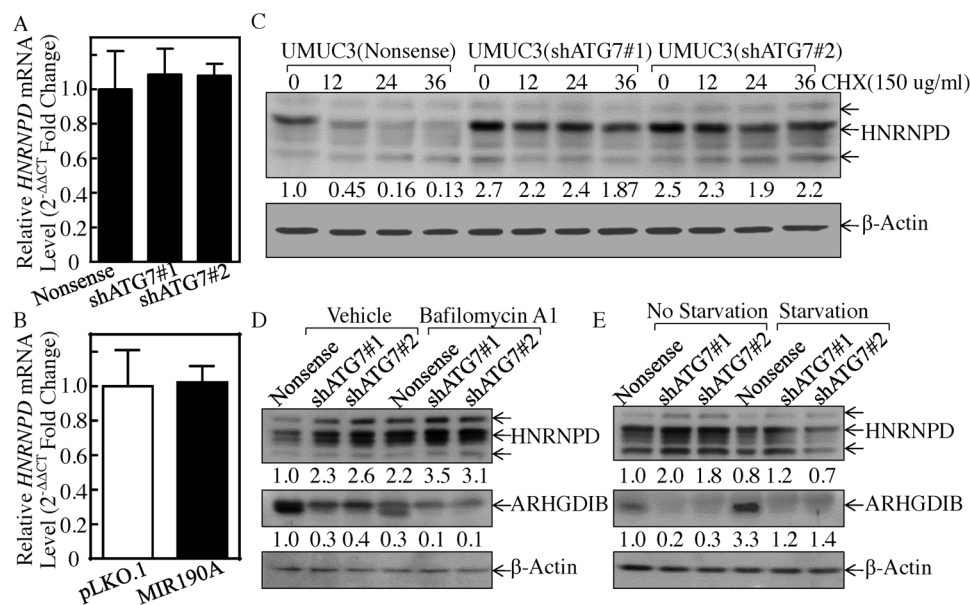 A
Relative HNRNPD mRNA
Level (2^-ΔΔCT Fold Change)
1.2
1.0
0.8
0.6
0.4
0.2
0
Nonsense
shATG7#1
shATG7#2
B
Relative HNRNPD mRNA
Level (2^-ΔΔCT Fold Change)
1.0
0.8
0.6
0.4
0.2
0
pLKO.1
MIR190A
C
UMUC3(Nonsense) UMUC3(shATG7#1) UMUC3(shATG7#2)
0 12 24 36 0 12 24 36 0 12 24 36 CHX(150 ug/ml)
HNRNPD
1.0 0.45 0.16 0.13 2.7 2.2 2.4 1.87 2.5 2.3 1.9 2.2
β-Actin
D
Vehicle Bafilomycin A1
Nonsense shATG7#1 shATG7#2 Nonsense shATG7#1 shATG7#2
HNRNPD
1.0 2.3 2.6 2.2 3.5 3.1
ARHGDIB
1.0 0.3 0.4 0.3 0.1 0.1
β-Actin
E
No Starvation Starvation
Nonsense shATG7#1 shATG7#2 Nonsense shATG7#1 shATG7#2
HNRNPD
1.0 2.0 1.8 0.8 1.2 0.7
ARHGDIB
1.0 0.2 0.3 3.3 1.2 1.4
β-Actin